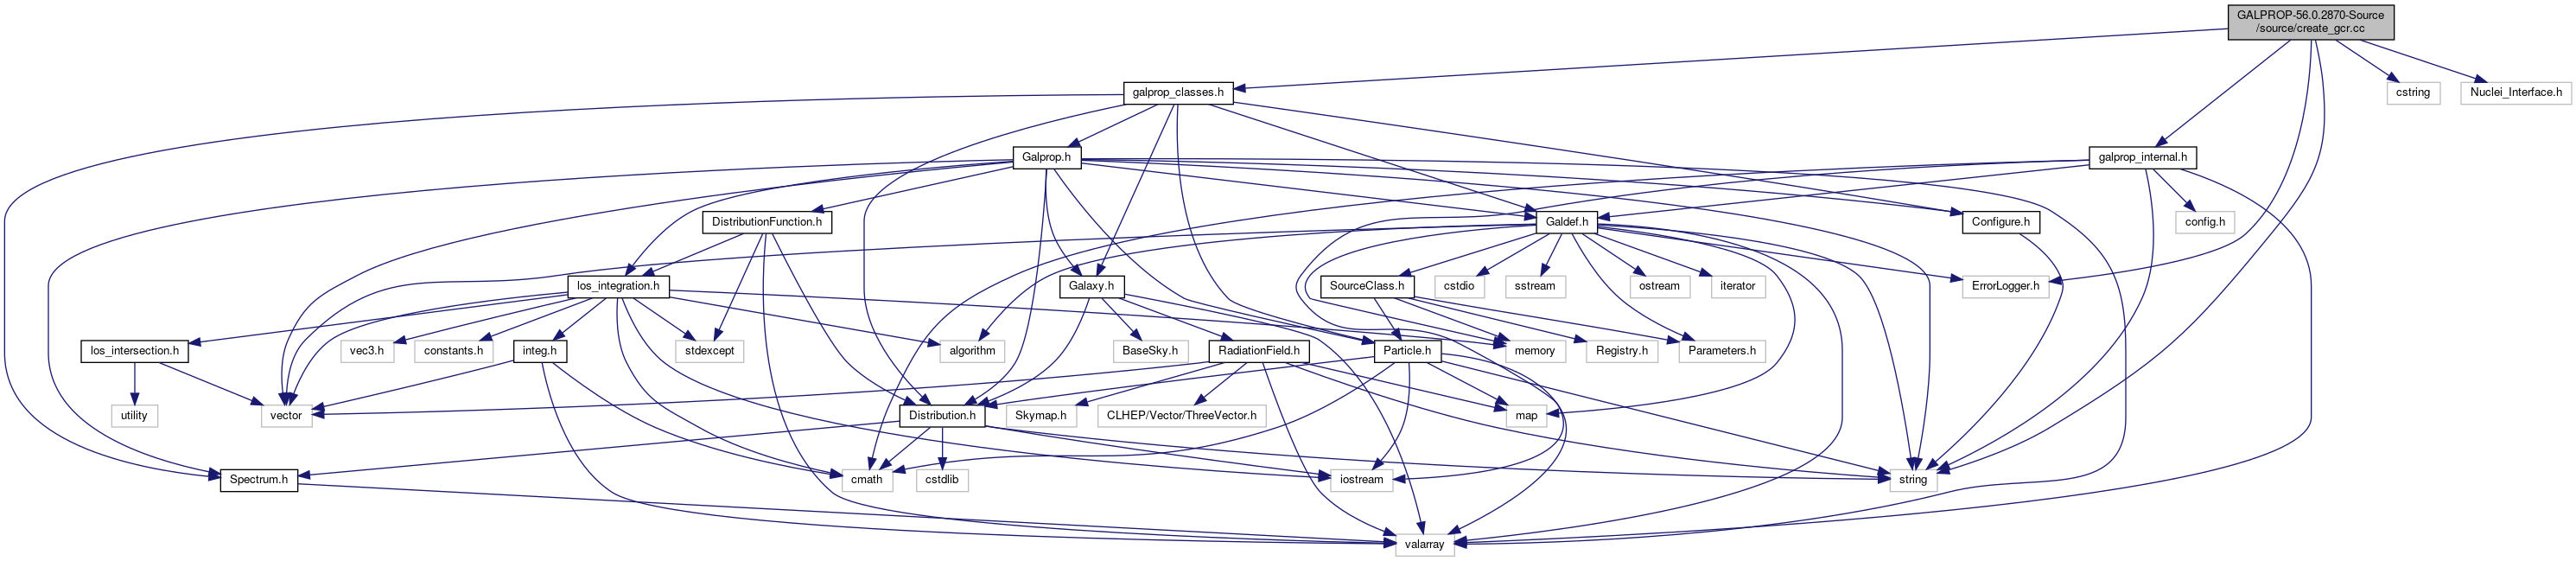 GALPROP-56.0.2870-Source
/source/create_gcr.cc
galprop_classes.h
cstring
Nuclei_Interface.h
Galprop.h
galprop_internal.h
DistributionFunction.h
Galdef.h
Configure.h
config.h
los_integration.h
Galaxy.h
SourceClass.h
cstdio
sstream
ostream
iterator
ErrorLogger.h
los_intersection.h
vec3.h
constants.h
integ.h
stdexcept
algorithm
BaseSky.h
RadiationField.h
Particle.h
memory
Registry.h
Parameters.h
utility
vector
Distribution.h
Skymap.h
CLHEP/Vector/ThreeVector.h
map
Spectrum.h
cmath
cstdlib
iostream
string
valarray